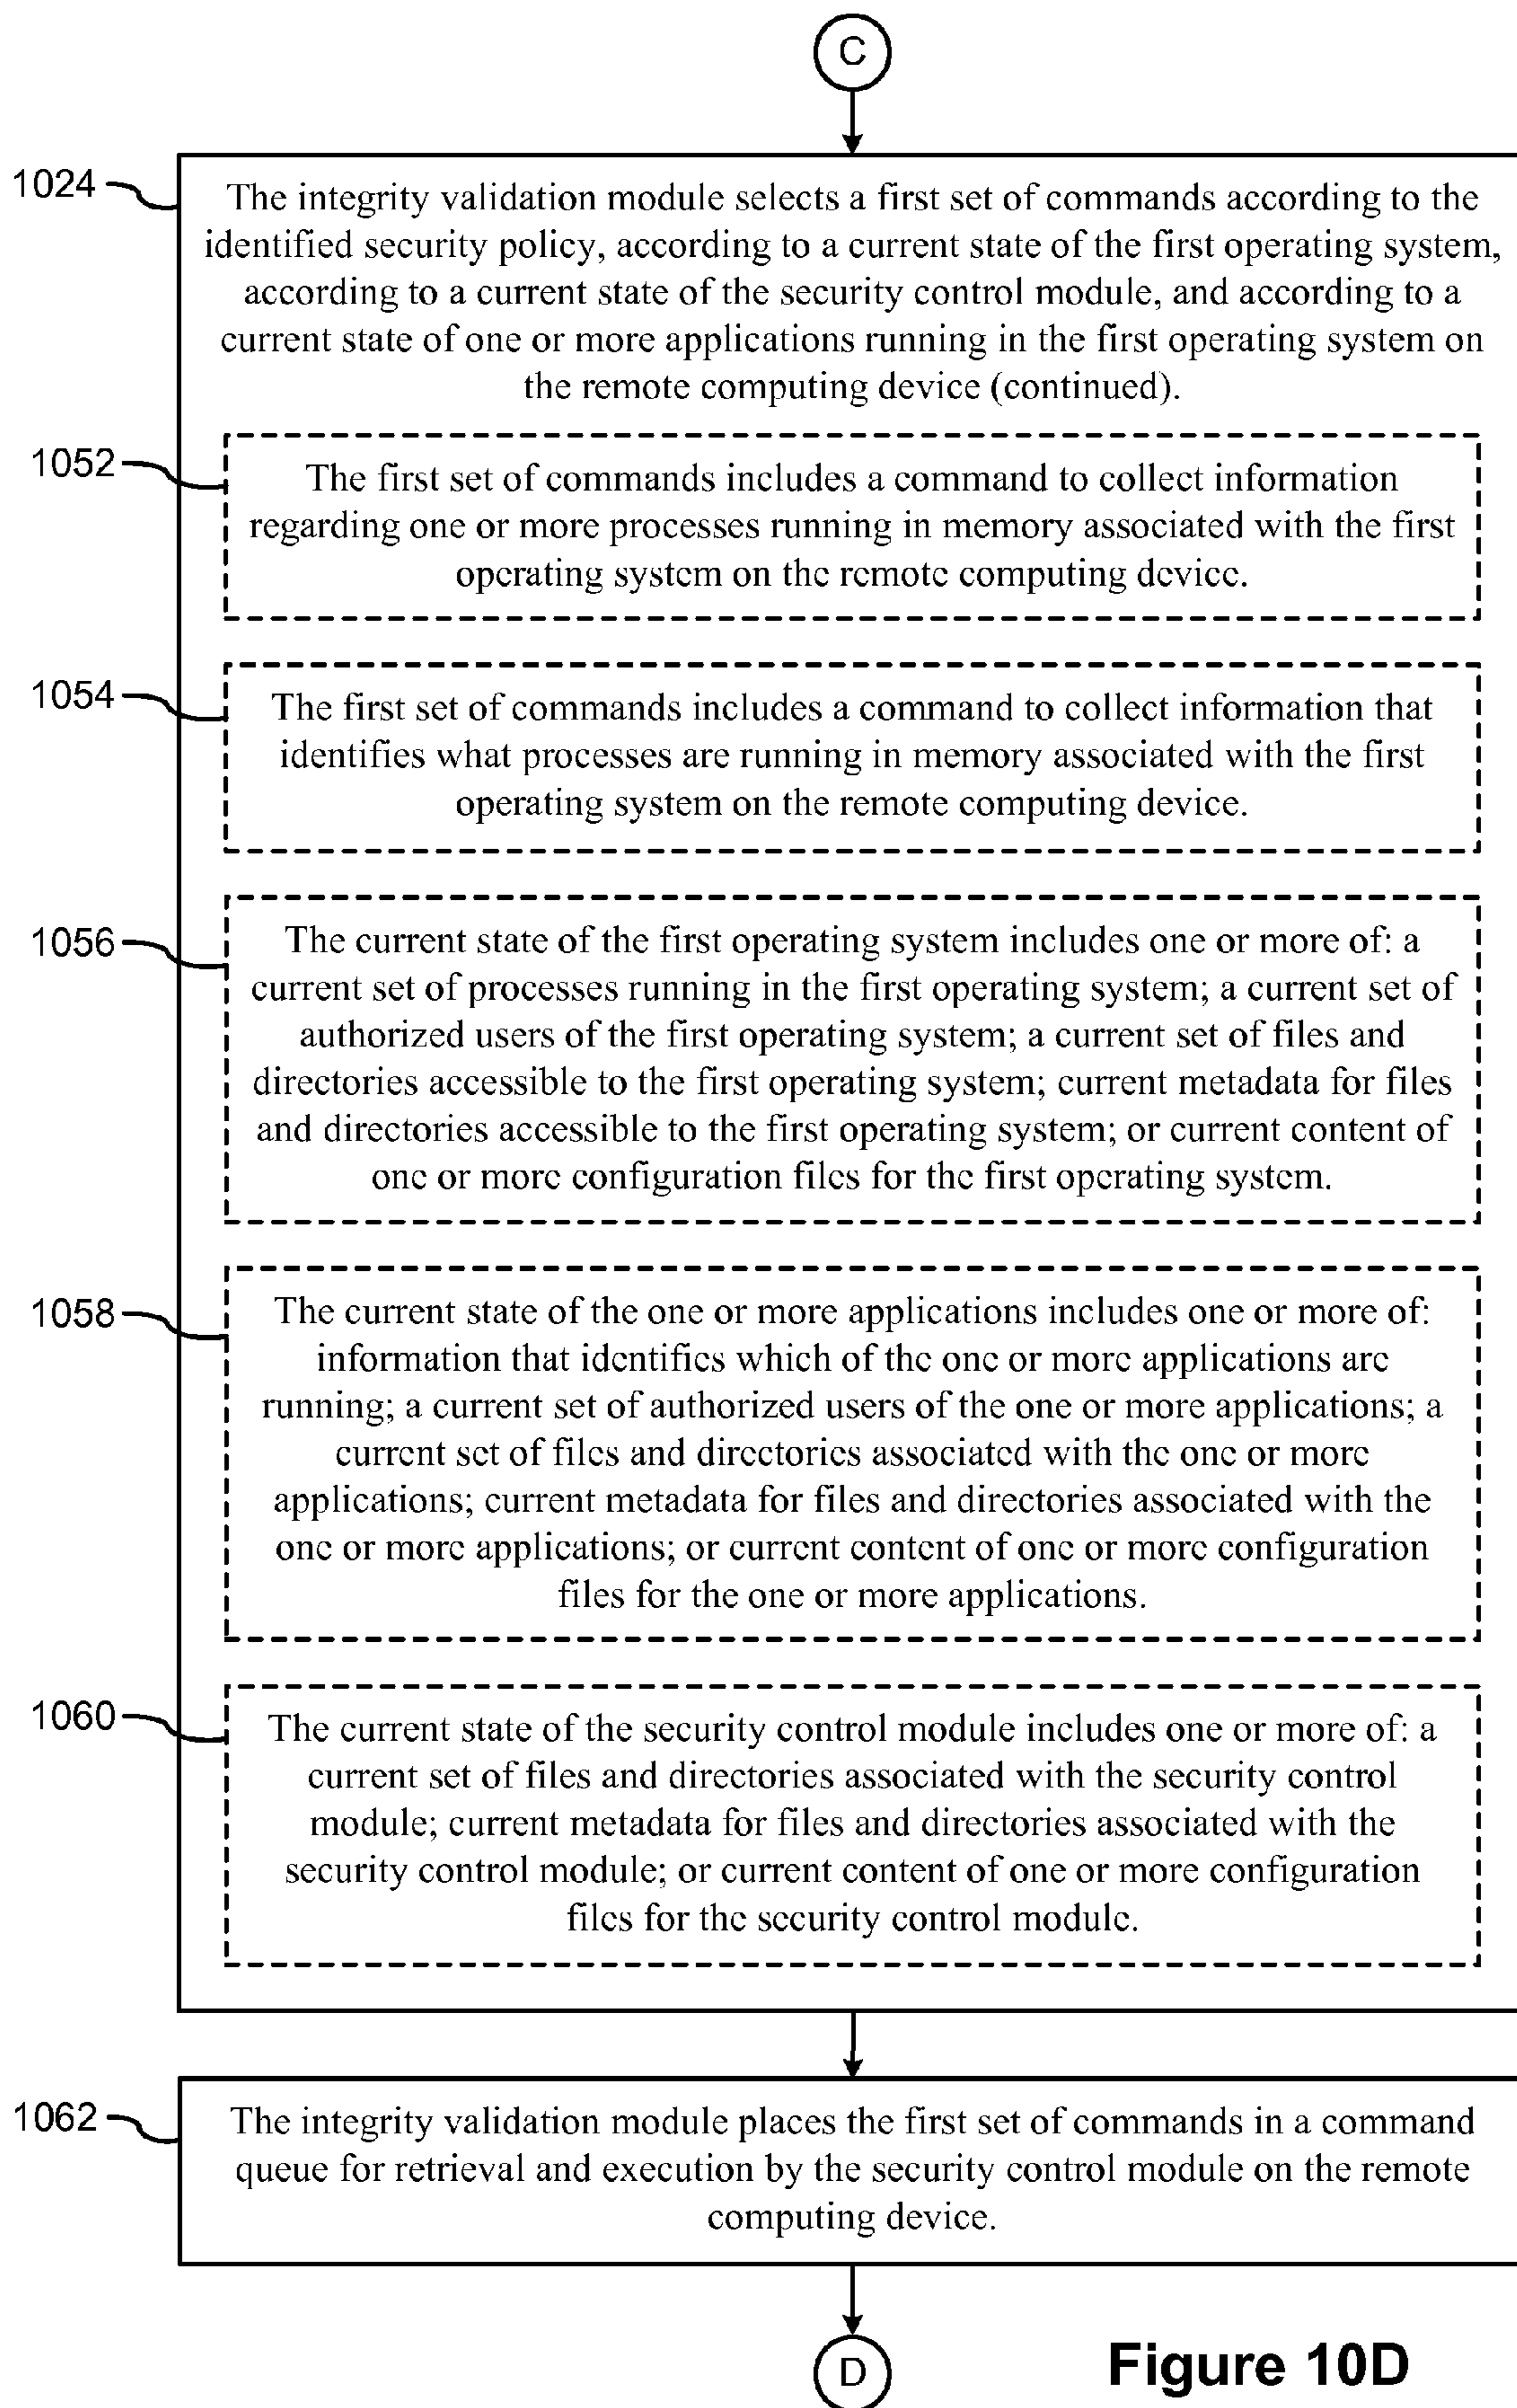 C
1024
The integrity validation module selects a first set of commands according to the
identified security policy, according to a current state of the first operating system,
according to a current state of the security control module, and according to a
current state of one or more applications running in the first operating system on
the remote computing device (continued).
1052
The first set of commands includes a command to collect information
regarding one or more processes running in memory associated with the first
operating system on the remote computing device.
1054
The first set of commands includes a command to collect information that
identifies what processes are running in memory associated with the first
operating system on the remote computing device.
1056
The current state of the first operating system includes one or more of: a
current set of processes running in the first operating system; a current set of
authorized users of the first operating system; a current set of files and
directories accessible to the first operating system; current metadata for files
and directories accessible to the first operating system; or current content of
one or more configuration files for the first operating system.
1058
The current state of the one or more applications includes one or more of:
information that identifies which of the one or more applications are
running; a current set of authorized users of the one or more applications; a
current set of files and directories associated with the one or more
applications; current metadata for files and directories associated with the
one or more applications; or current content of one or more configuration
files for the one or more applications.
1060
The current state of the security control module includes one or more of: a
current set of files and directories associated with the security control
module; current metadata for files and directories associated with the
security control module; or current content of one or more configuration
files for the security control module.
1062
The integrity validation module places the first set of commands in a command
queue for retrieval and execution by the security control module on the remote
computing device.
D
Figure 10D